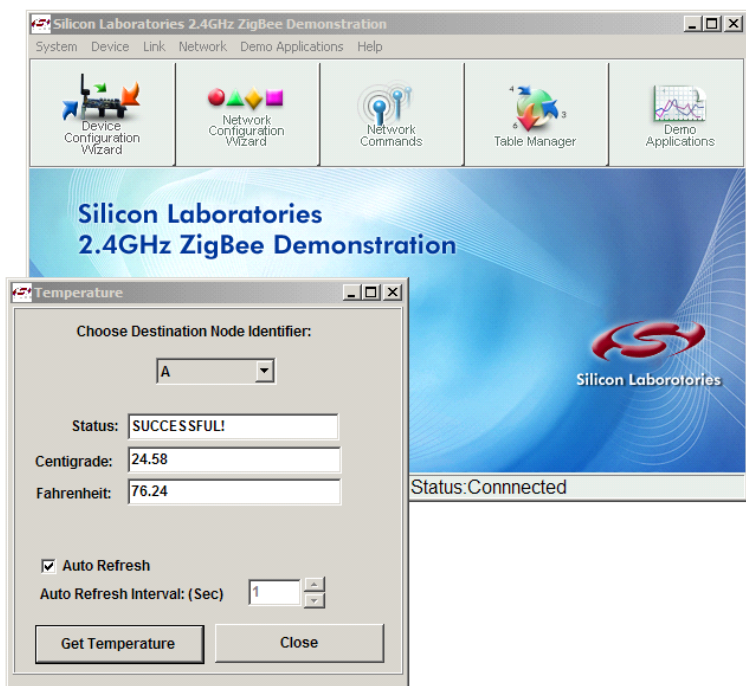 Silicon Laboratories 2.4GHz ZigBee Demonstration
System Device Link Network Demo Applications Help
Device
Configuration
Wizard
Network
Configuration
Wizard
Network
Commands
4
3
6
Table Manager
Demo
Applications
Silicon Laboratories
2.4GHz ZigBee Demonstration
Silicon Laborotories
Status:Connnected
Temperature
Choose Destination Node Identifier:
A
Status: SUCCESSFUL!
Centigrade: 24.58
Fahrenheit: 76.24
Auto Refresh
Auto Refresh Interval: (Sec) 1
Get Temperature Close